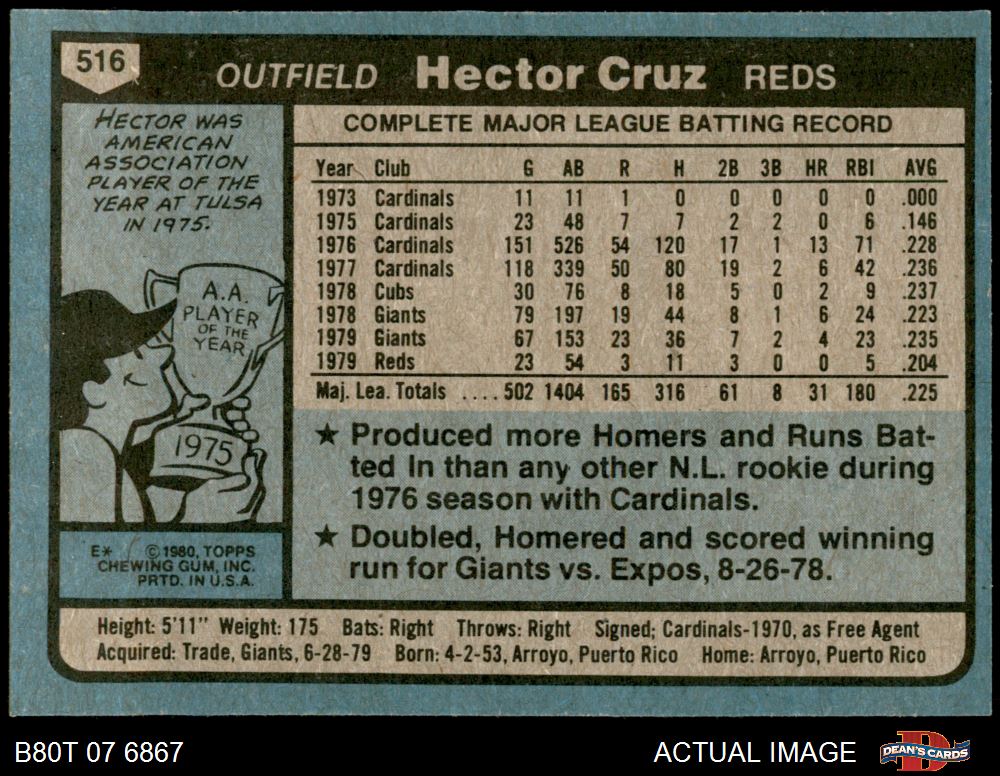 516
OUTFIELD Hector Cruz REDS
HECTOR WAS
AMERICAN
ASSOCIATION
PLAYER OF THE
YEAR AT TULSA
IN 1975.
A.A.
PLAYER
OF THE
YEAR
1975
E* ©1980, TOPPS
CHEWING GUM, INC.
PRTD. IN U.S.A.
COMPLETE MAJOR LEAGUE BATTING RECORD
Year Club G AB R H 2B 3B HR RBI AVG
1973 Cardinals 11 11 1 0 0 0 0 0 .000
1975 Cardinals 23 48 7 7 2 2 0 6 .146
1976 Cardinals 151 526 54 120 17 1 13 71 .228
1977 Cardinals 118 339 50 80 19 2 6 42 .236
1978 Cubs 30 76 8 18 5 0 2 9 .237
1978 Giants 79 197 19 44 8 1 6 24 .223
1979 Giants 67 153 23 36 7 2 4 23 .235
1979 Reds 23 54 3 11 3 0 0 5 .204
Maj. Lea. Totals .... 502 1404 165 316 61 8 31 180 .225
★ Produced more Homers and Runs Bat-
ted In than any other N.L. rookie during
1976 season with Cardinals.
★ Doubled, Homered and scored winning
run for Giants vs. Expos, 8-26-78.
Height: 5'11" Weight: 175 Bats: Right Throws: Right Signed: Cardinals-1970, as Free Agent
Acquired: Trade, Giants, 6-28-79 Born: 4-2-53, Arroyo, Puerto Rico Home: Arroyo, Puerto Rico
B80T 07 6867 ACTUAL IMAGE DEAN'S CARDS